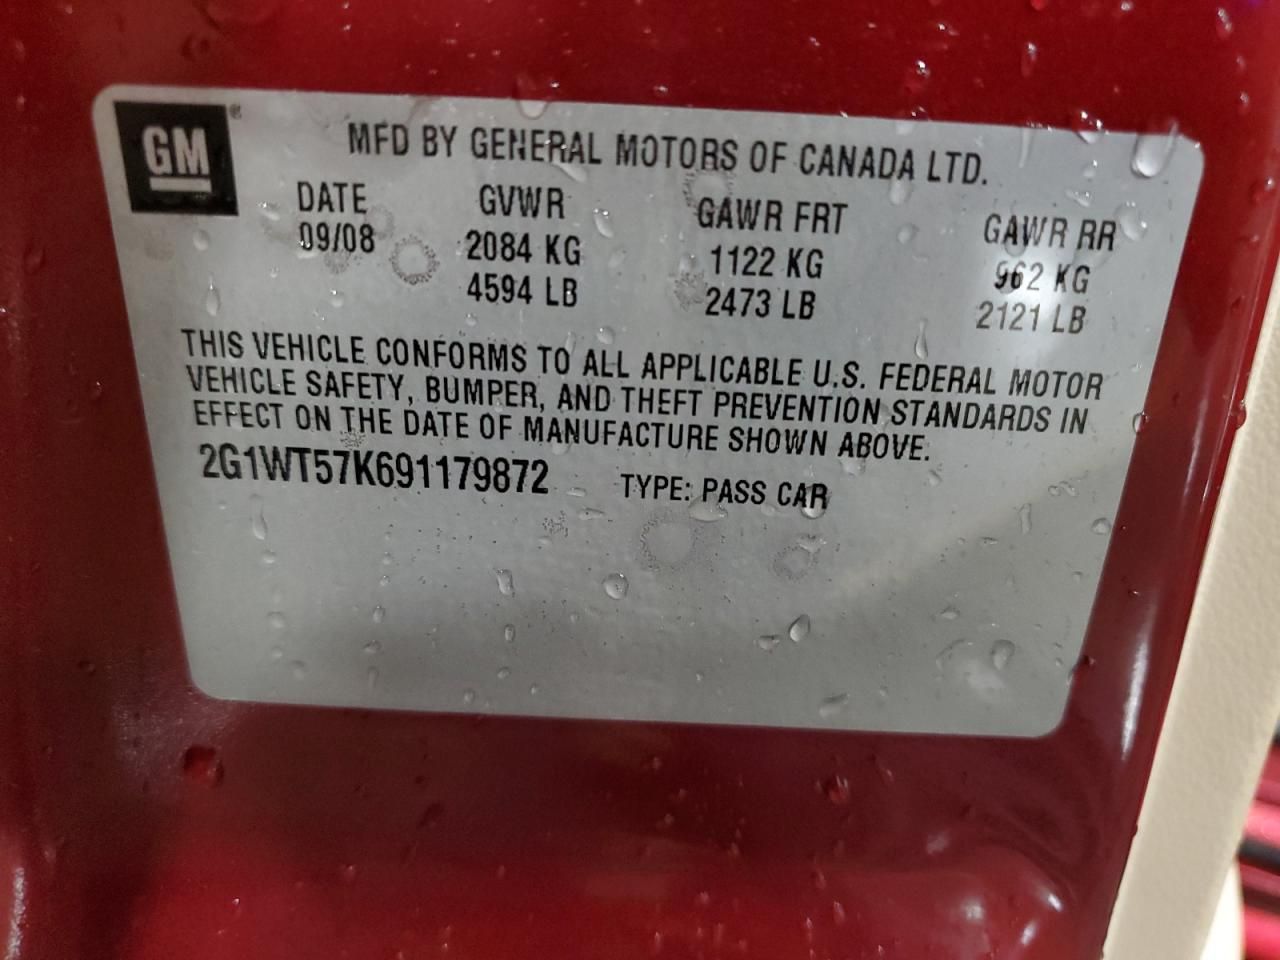 GM®
MFD BY GENERAL MOTORS OF CANADA LTD.
DATE GVWR GAWR FRT GAWR RR
09/08 2084 KG 1122 KG 962 KG
4594 LB 2473 LB 2121 LB
THIS VEHICLE CONFORMS TO ALL APPLICABLE U.S. FEDERAL MOTOR
VEHICLE SAFETY, BUMPER, AND THEFT PREVENTION STANDARDS IN
EFFECT ON THE DATE OF MANUFACTURE SHOWN ABOVE.
2G1WT57K691179872 TYPE: PASS CAR